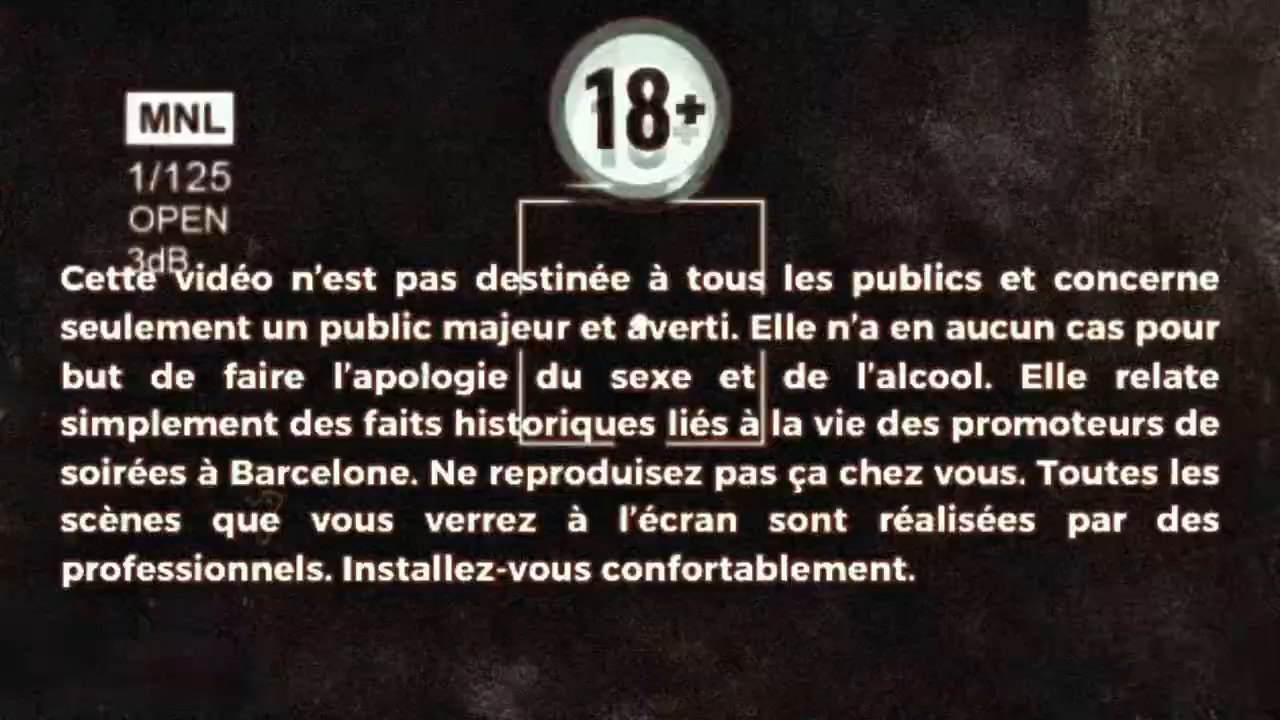 18+
MNL
1/125
OPEN
3dB
Cette vidéo n'est pas destinée à tous les publics et concerne
seulement un public majeur et averti. Elle n'a en aucun cas pour
but de faire l'apologie du sexe et de l'alcool. Elle relate
simplement des faits historiques liés à la vie des promoteurs de
soirées à Barcelone. Ne reproduisez pas ça chez vous. Toutes les
scènes que vous verrez à l'écran sont réalisées par des
professionnels. Installez-vous confortablement.